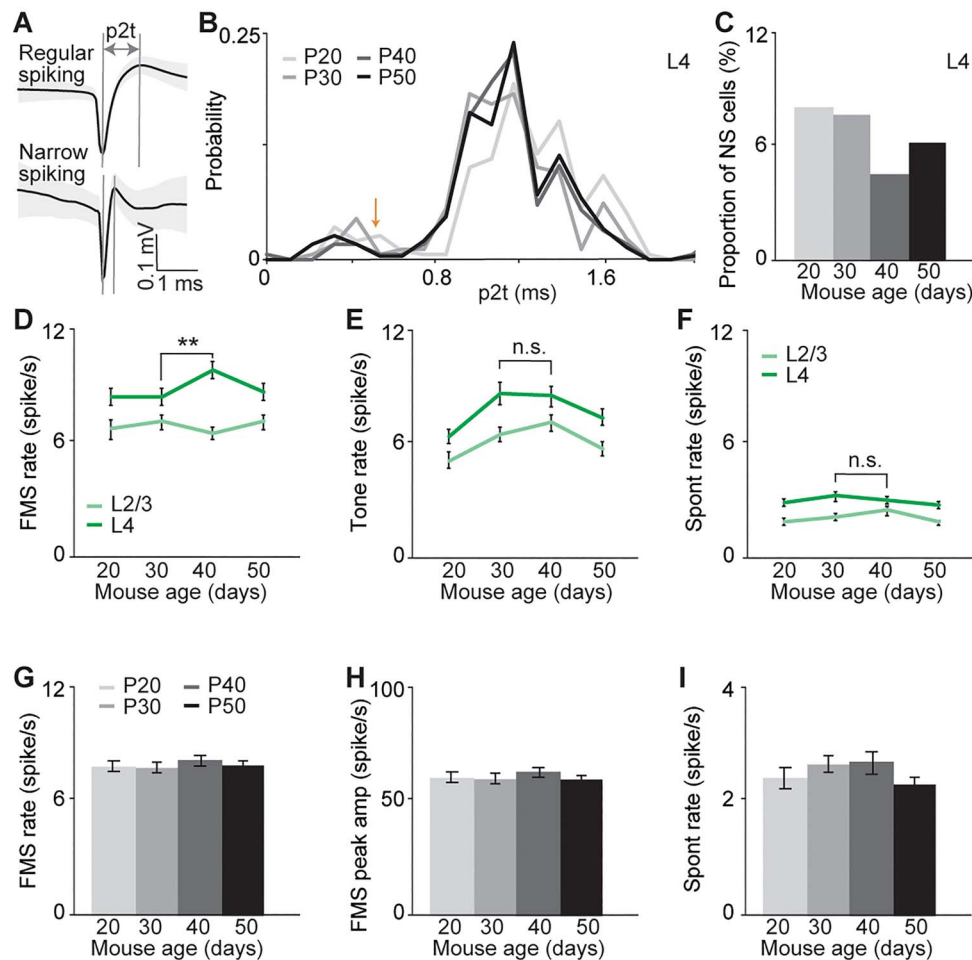 A
p2t
Regular
spiking
Narrow
spiking
0.1 mV
0.1 ms
B
0.25
Probability
0
P20 P40
P30 P50
L4
0 0.8 1.6
p2t (ms)
C
12
6
0
Proportion of NS cells (%)
L4
20 30 40 50
Mouse age (days)
D
12
6
0
FMS rate (spike/s)
**
L2/3
L4
20 30 40 50
Mouse age (days)
E
12
6
0
Tone rate (spike/s)
n.s.
20 30 40 50
Mouse age (days)
F
12
6
0
Spont rate (spike/s)
L2/3
L4
n.s.
20 30 40 50
Mouse age (days)
G
12
6
0
FMS rate (spike/s)
P20 P40
P30 P50
20 30 40 50
Mouse age (days)
H
100
50
0
FMS peak amp (spike/s)
20 30 40 50
Mouse age (days)
I
4
2
0
Spont rate (spike/s)
20 30 40 50
Mouse age (days)